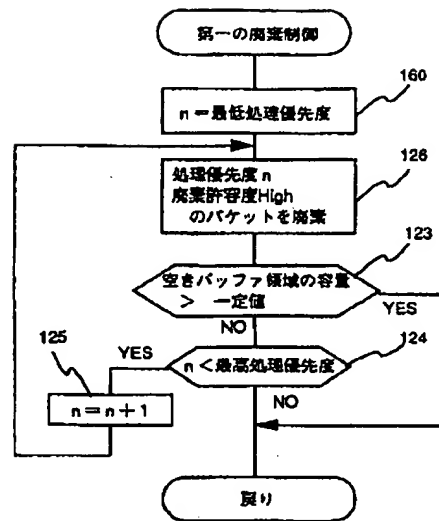 第一の廃棄制御
160
n=最低処理優先度
126
処理優先度 n
廃棄許容度High
のパケットを廃棄
123
空きバッファ領域の容量
> 一定値
YES
NO
124
125
YES
n<最高処理優先度
n=n+1
NO
戻り